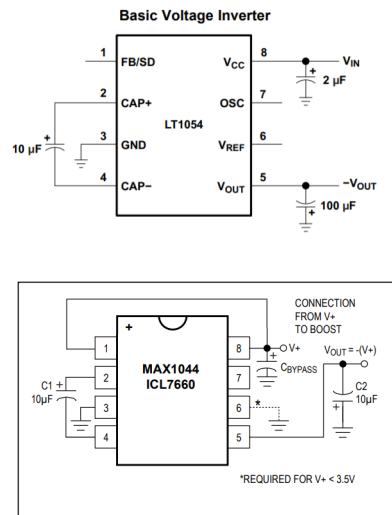 Basic Voltage Inverter
1 FB/SD VCC 8 VIN
+ 2 µF
2 CAP+ OSC 7
LT1054
+ 10 µF 3 GND VREF 6
4 CAP− VOUT 5 −VOUT
100 µF +
CONNECTION
FROM V+
TO BOOST
+
1 8 V+ VOUT = -(V+)
MAX1044
ICL7660
+ CBYPASS
C1 + 2 7 C2
10µF 3 6 * + 10µF
4 5
*REQUIRED FOR V+ < 3.5V